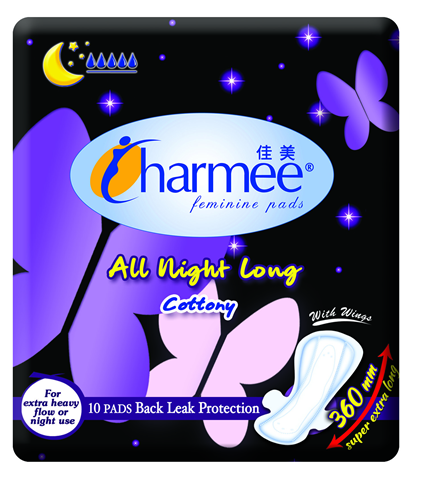 佳美
Charmee®
feminine pads
All Night Long
Cottony
With Wings
360 mm
super extra long
For
extra heavy
flow or
night use
10 PADS Back Leak Protection